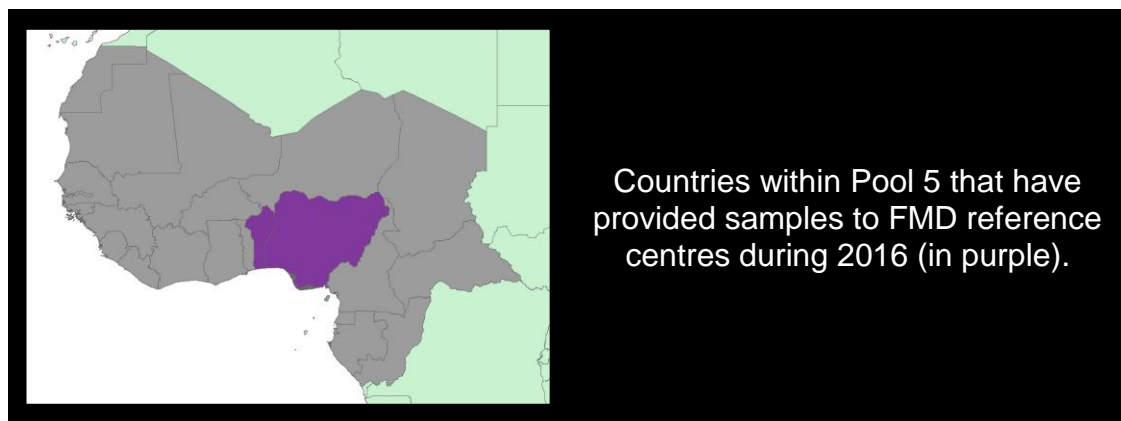 Countries within Pool 5 that have
provided samples to FMD reference
centres during 2016 (in purple).